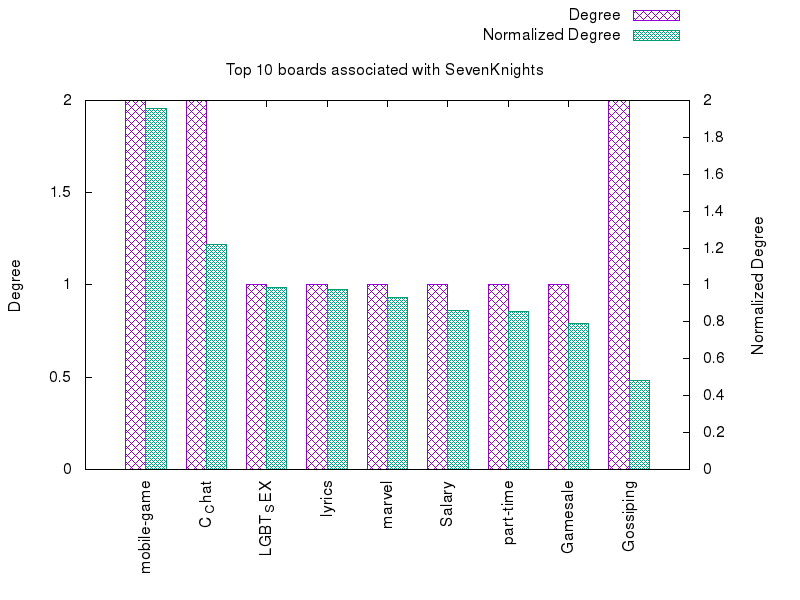 Degree
Normalized Degree
Top 10 boards associated with SevenKnights
2
1.5
1
0.5
0
2
1.8
1.6
1.4
1.2
1
0.8
0.6
0.4
0.2
0
Degree
Normalized Degree
mobile-game
C_Chat
LGBT_SEX
lyrics
marvel
Salary
part-time
Gamesale
Gossiping